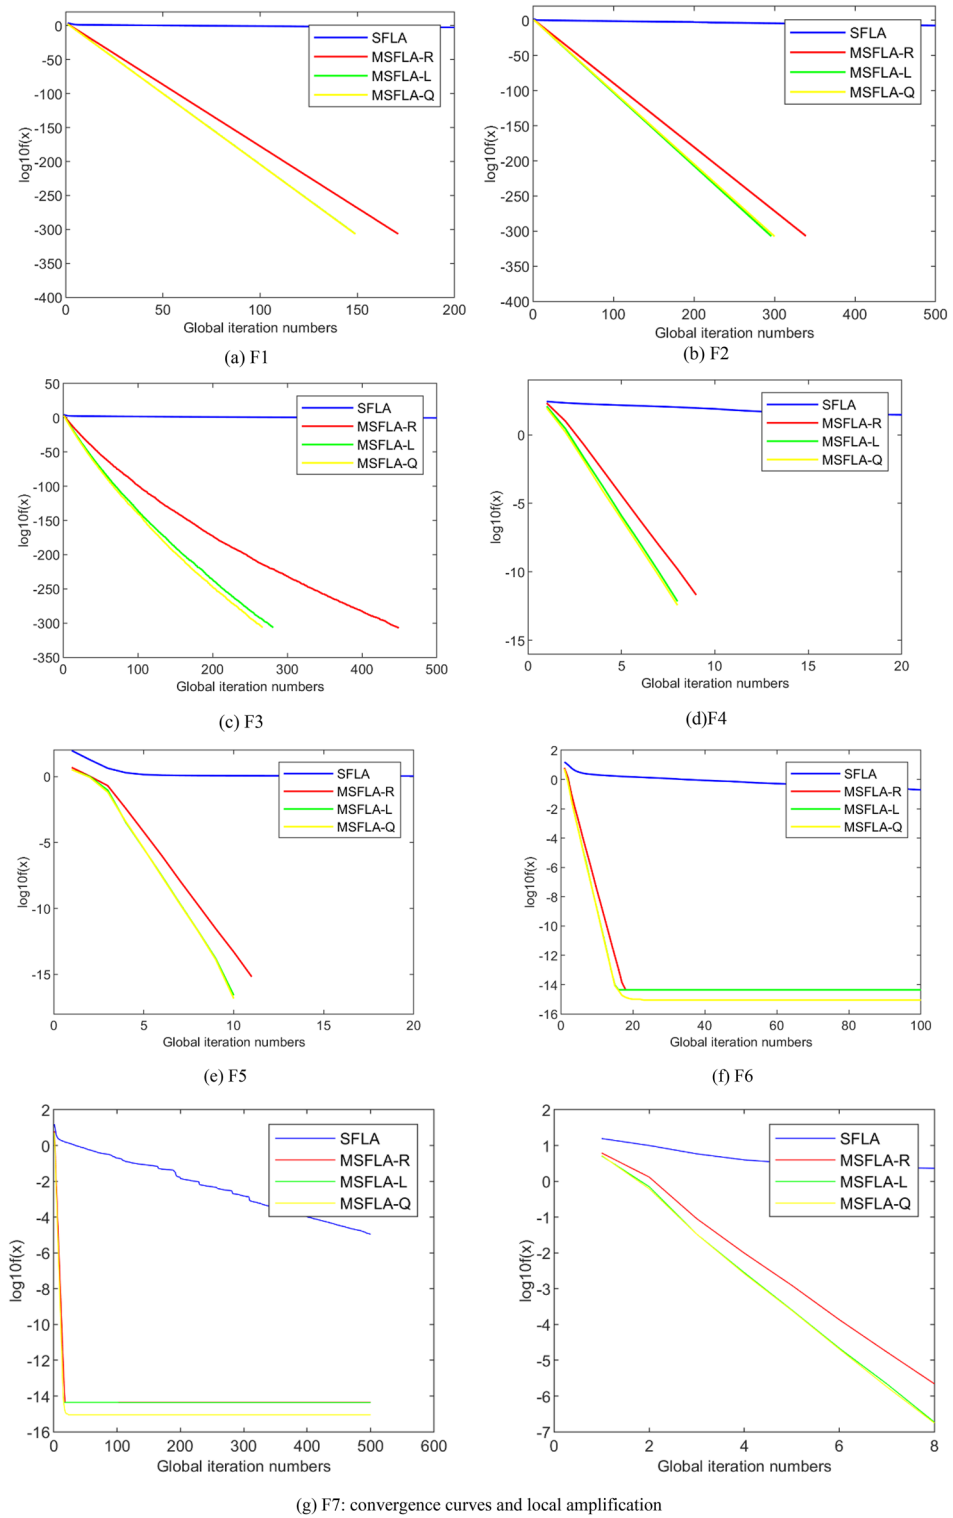 0
-50
-100
-150
-200
-250
-300
-350
-400
log10f(x)
0 50 100 150 200
Global iteration numbers
SFLA
MSFLA-R
MSFLA-L
MSFLA-Q
(a) F1
0
-50
-100
-150
-200
-250
-300
-350
-400
log10f(x)
0 100 200 300 400 500
Global iteration numbers
SFLA
MSFLA-R
MSFLA-L
MSFLA-Q
(b) F2
50
0
-50
-100
-150
-200
-250
-300
-350
log10f(x)
0 100 200 300 400 500
Global iteration numbers
SFLA
MSFLA-R
MSFLA-L
MSFLA-Q
(c) F3
0
-5
-10
-15
log10f(x)
0 5 10 15 20
Global iteration numbers
SFLA
MSFLA-R
MSFLA-L
MSFLA-Q
(d)F4
0
-5
-10
-15
log10f(x)
0 5 10 15 20
Global iteration numbers
SFLA
MSFLA-R
MSFLA-L
MSFLA-Q
(e) F5
2
0
-2
-4
-6
-8
-10
-12
-14
-16
log10f(x)
0 20 40 60 80 100
Global iteration numbers
SFLA
MSFLA-R
MSFLA-L
MSFLA-Q
(f) F6
2
0
-2
-4
-6
-8
-10
-12
-14
-16
log10f(x)
0 100 200 300 400 500 600
Global iteration numbers
SFLA
MSFLA-R
MSFLA-L
MSFLA-Q
2
1
0
-1
-2
-3
-4
-5
-6
-7
log10f(x)
0 2 4 6 8
Global iteration numbers
SFLA
MSFLA-R
MSFLA-L
MSFLA-Q
(g) F7: convergence curves and local amplification